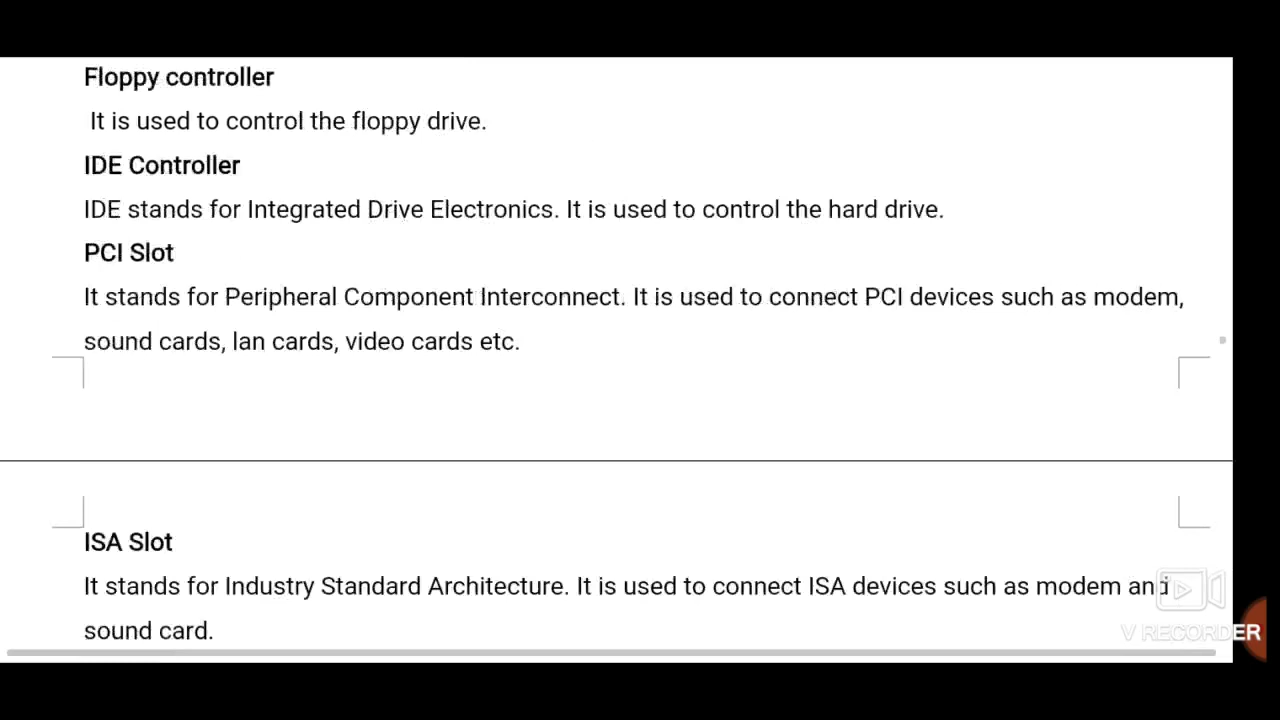 Floppy controller
It is used to control the floppy drive.
IDE Controller
IDE stands for Integrated Drive Electronics. It is used to control the hard drive.
PCI Slot
It stands for Peripheral Component Interconnect. It is used to connect PCI devices such as modem,
sound cards, lan cards, video cards etc.
ISA Slot
It stands for Industry Standard Architecture. It is used to connect ISA devices such as modem and
sound card.
V RECORDER